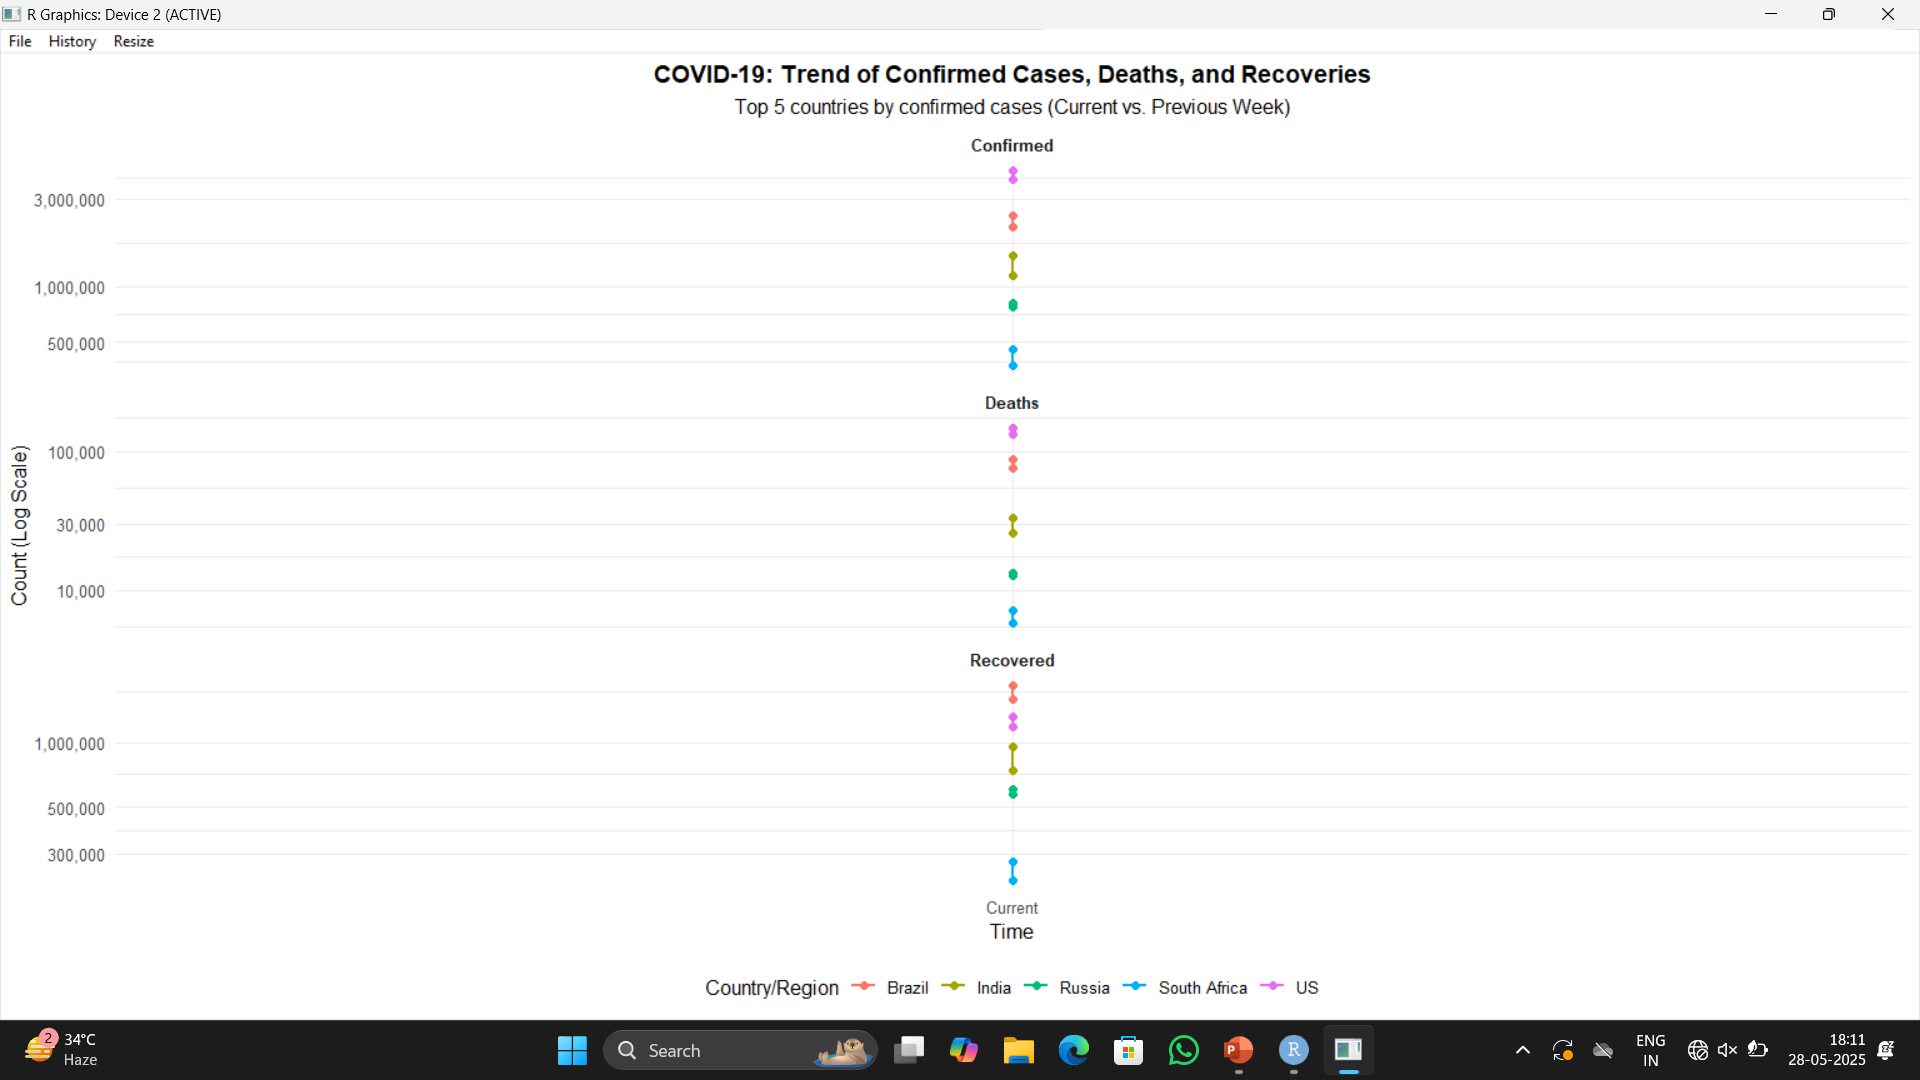 R Graphics: Device 2 (ACTIVE)
File History Resize
COVID-19: Trend of Confirmed Cases, Deaths, and Recoveries
Top 5 countries by confirmed cases (Current vs. Previous Week)
Confirmed
3,000,000
1,000,000
500,000
Deaths
100,000
30,000
10,000
Count (Log Scale)
Recovered
1,000,000
500,000
300,000
Current
Time
Country/Region Brazil India Russia South Africa US
2
34°C
Haze
Search
P
R
ENG
IN
18:11
28-05-2025